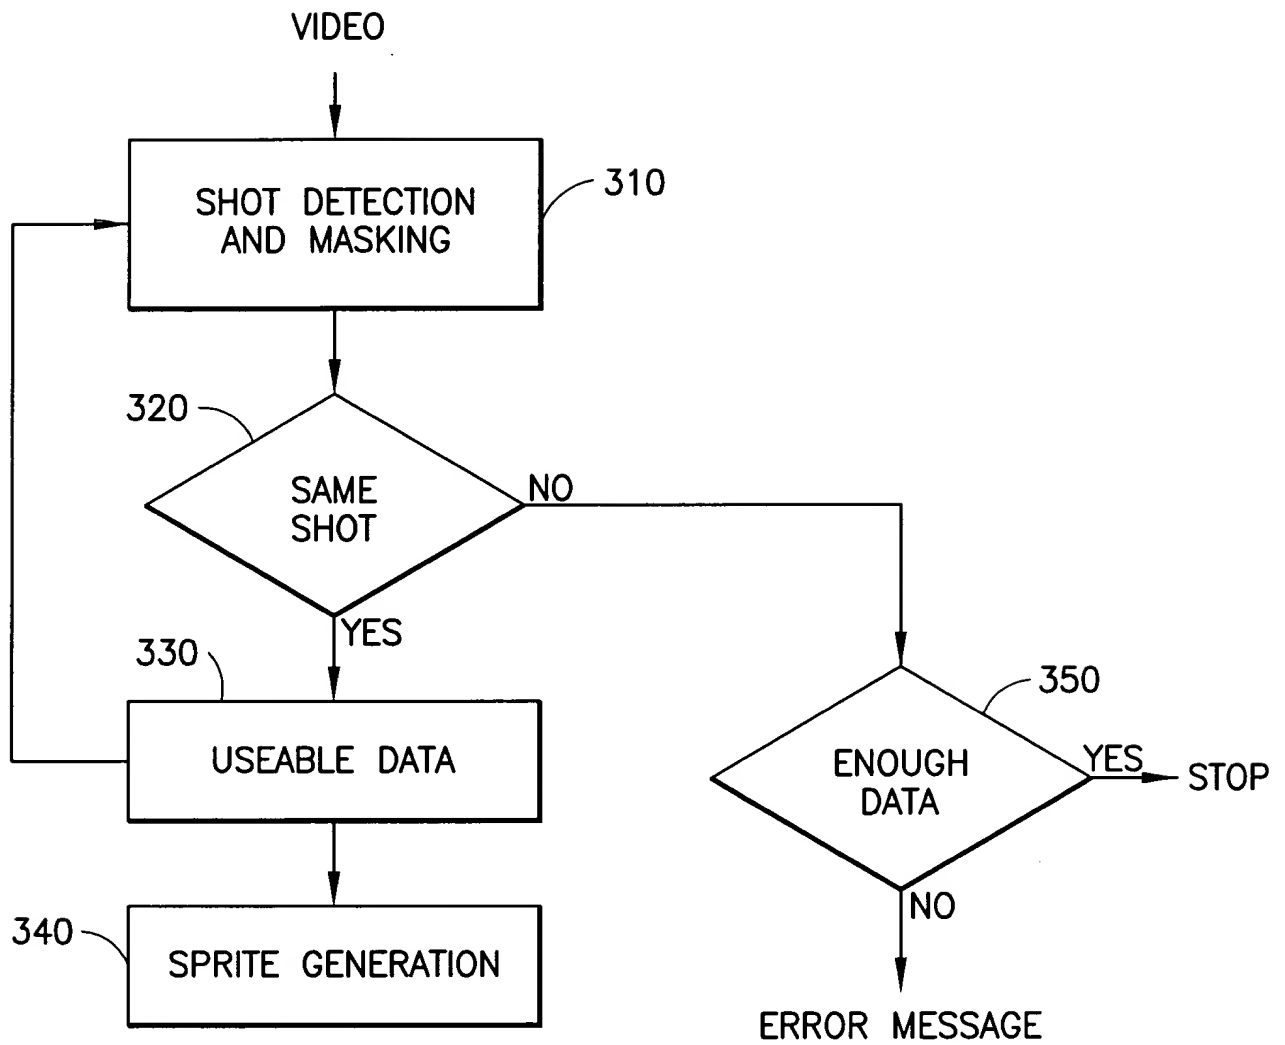 VIDEO
SHOT DETECTION
AND MASKING
310
320
SAME
SHOT
NO
YES
330
USEABLE DATA
350
ENOUGH
DATA
YES
STOP
NO
340
SPRITE GENERATION
ERROR MESSAGE